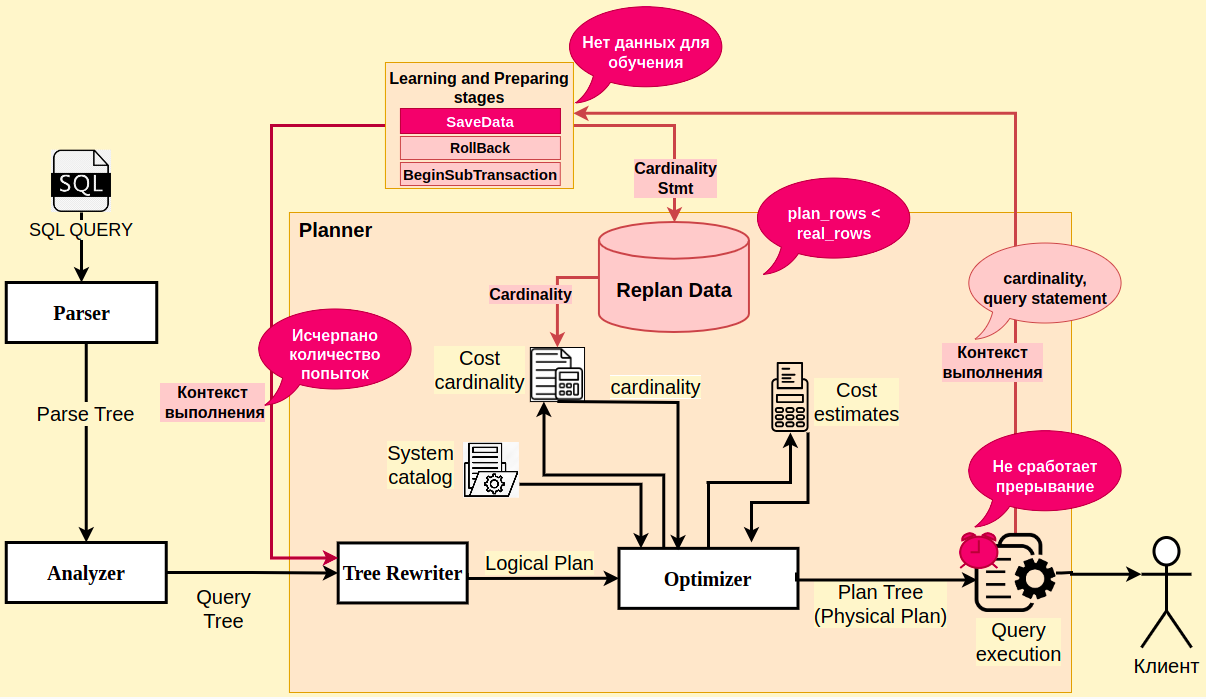 Нет данных для
обучения
Learning and Preparing
stages
SaveData
RollBack
BeginSubTransaction
Cardinality
Stmt
SQL
SQL QUERY
Planner
plan_rows <
real_rows
Replan Data
cardinality,
query statement
Cardinality
Parser
Исчерпано
количество
попыток
Контекст
выполнения
Контекст
выполнения
Cost
cardinality
cardinality
Cost
estimates
Parse Tree
System
catalog
Не сработает
прерывание
Analyzer
Query
Tree
Tree Rewriter
Logical Plan
Optimizer
Plan Tree
(Physical Plan)
Query
execution
Клиент